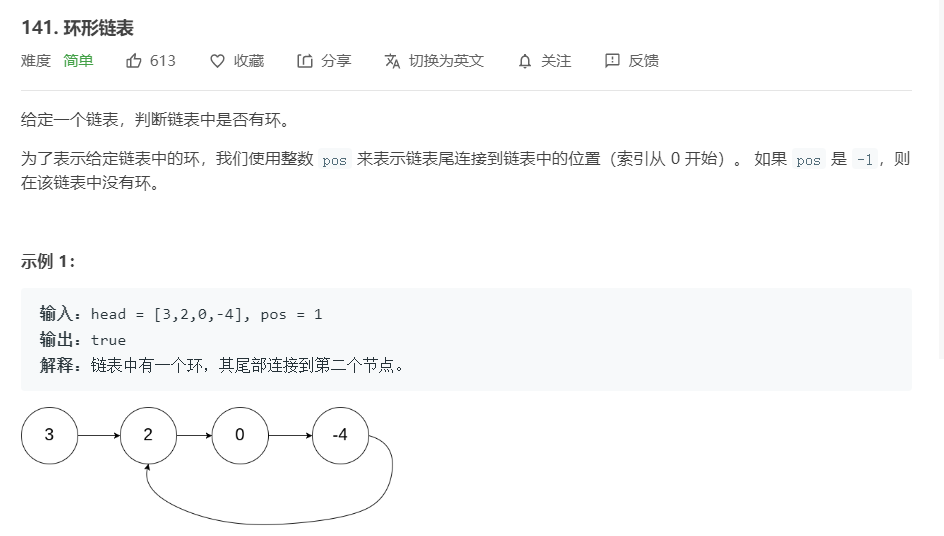 141. 环形链表
难度 简单 613 收藏 分享 切换为英文 关注 反馈
给定一个链表，判断链表中是否有环。
为了表示给定链表中的环，我们使用整数 pos 来表示链表尾连接到链表中的位置（索引从 0 开始）。 如果 pos 是 -1，则
在该链表中没有环。
示例 1：
输入：head = [3,2,0,-4], pos = 1
输出：true
解释：链表中有一个环，其尾部连接到第二个节点。
3 2 0 -4